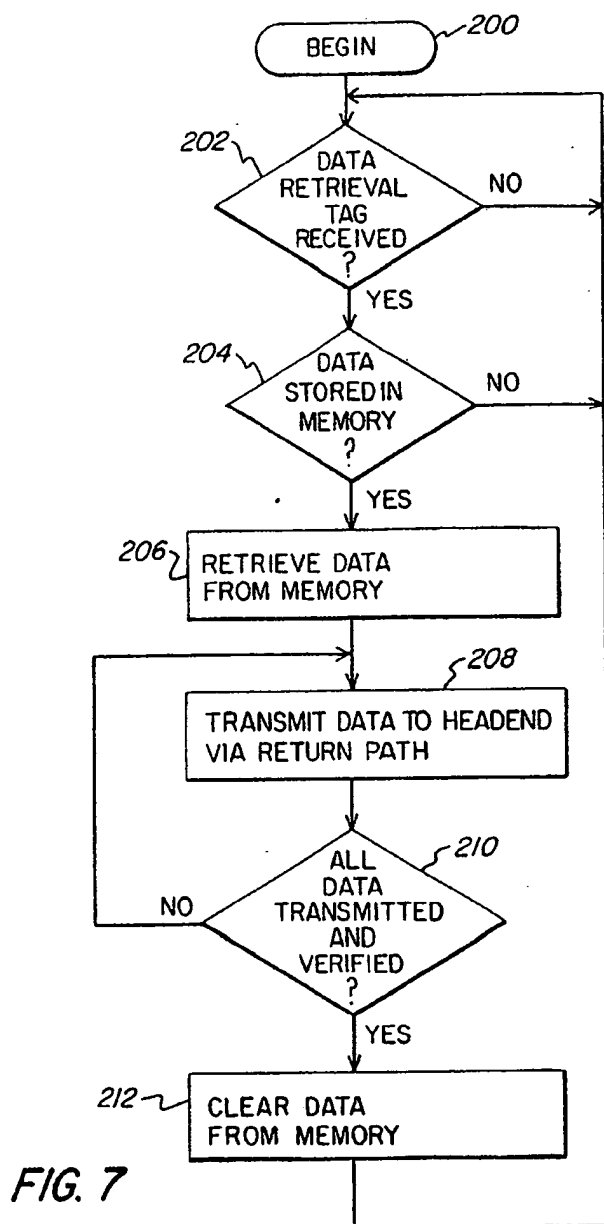 200
BEGIN
202
DATA
RETRIEVAL
TAG
RECEIVED
?
NO
YES
204
DATA
STORED IN
MEMORY
?
NO
YES
206
RETRIEVE DATA
FROM MEMORY
208
TRANSMIT DATA TO HEADEND
VIA RETURN PATH
210
ALL
DATA
TRANSMITTED
AND
VERIFIED
?
NO
YES
212
CLEAR DATA
FROM MEMORY
FIG. 7